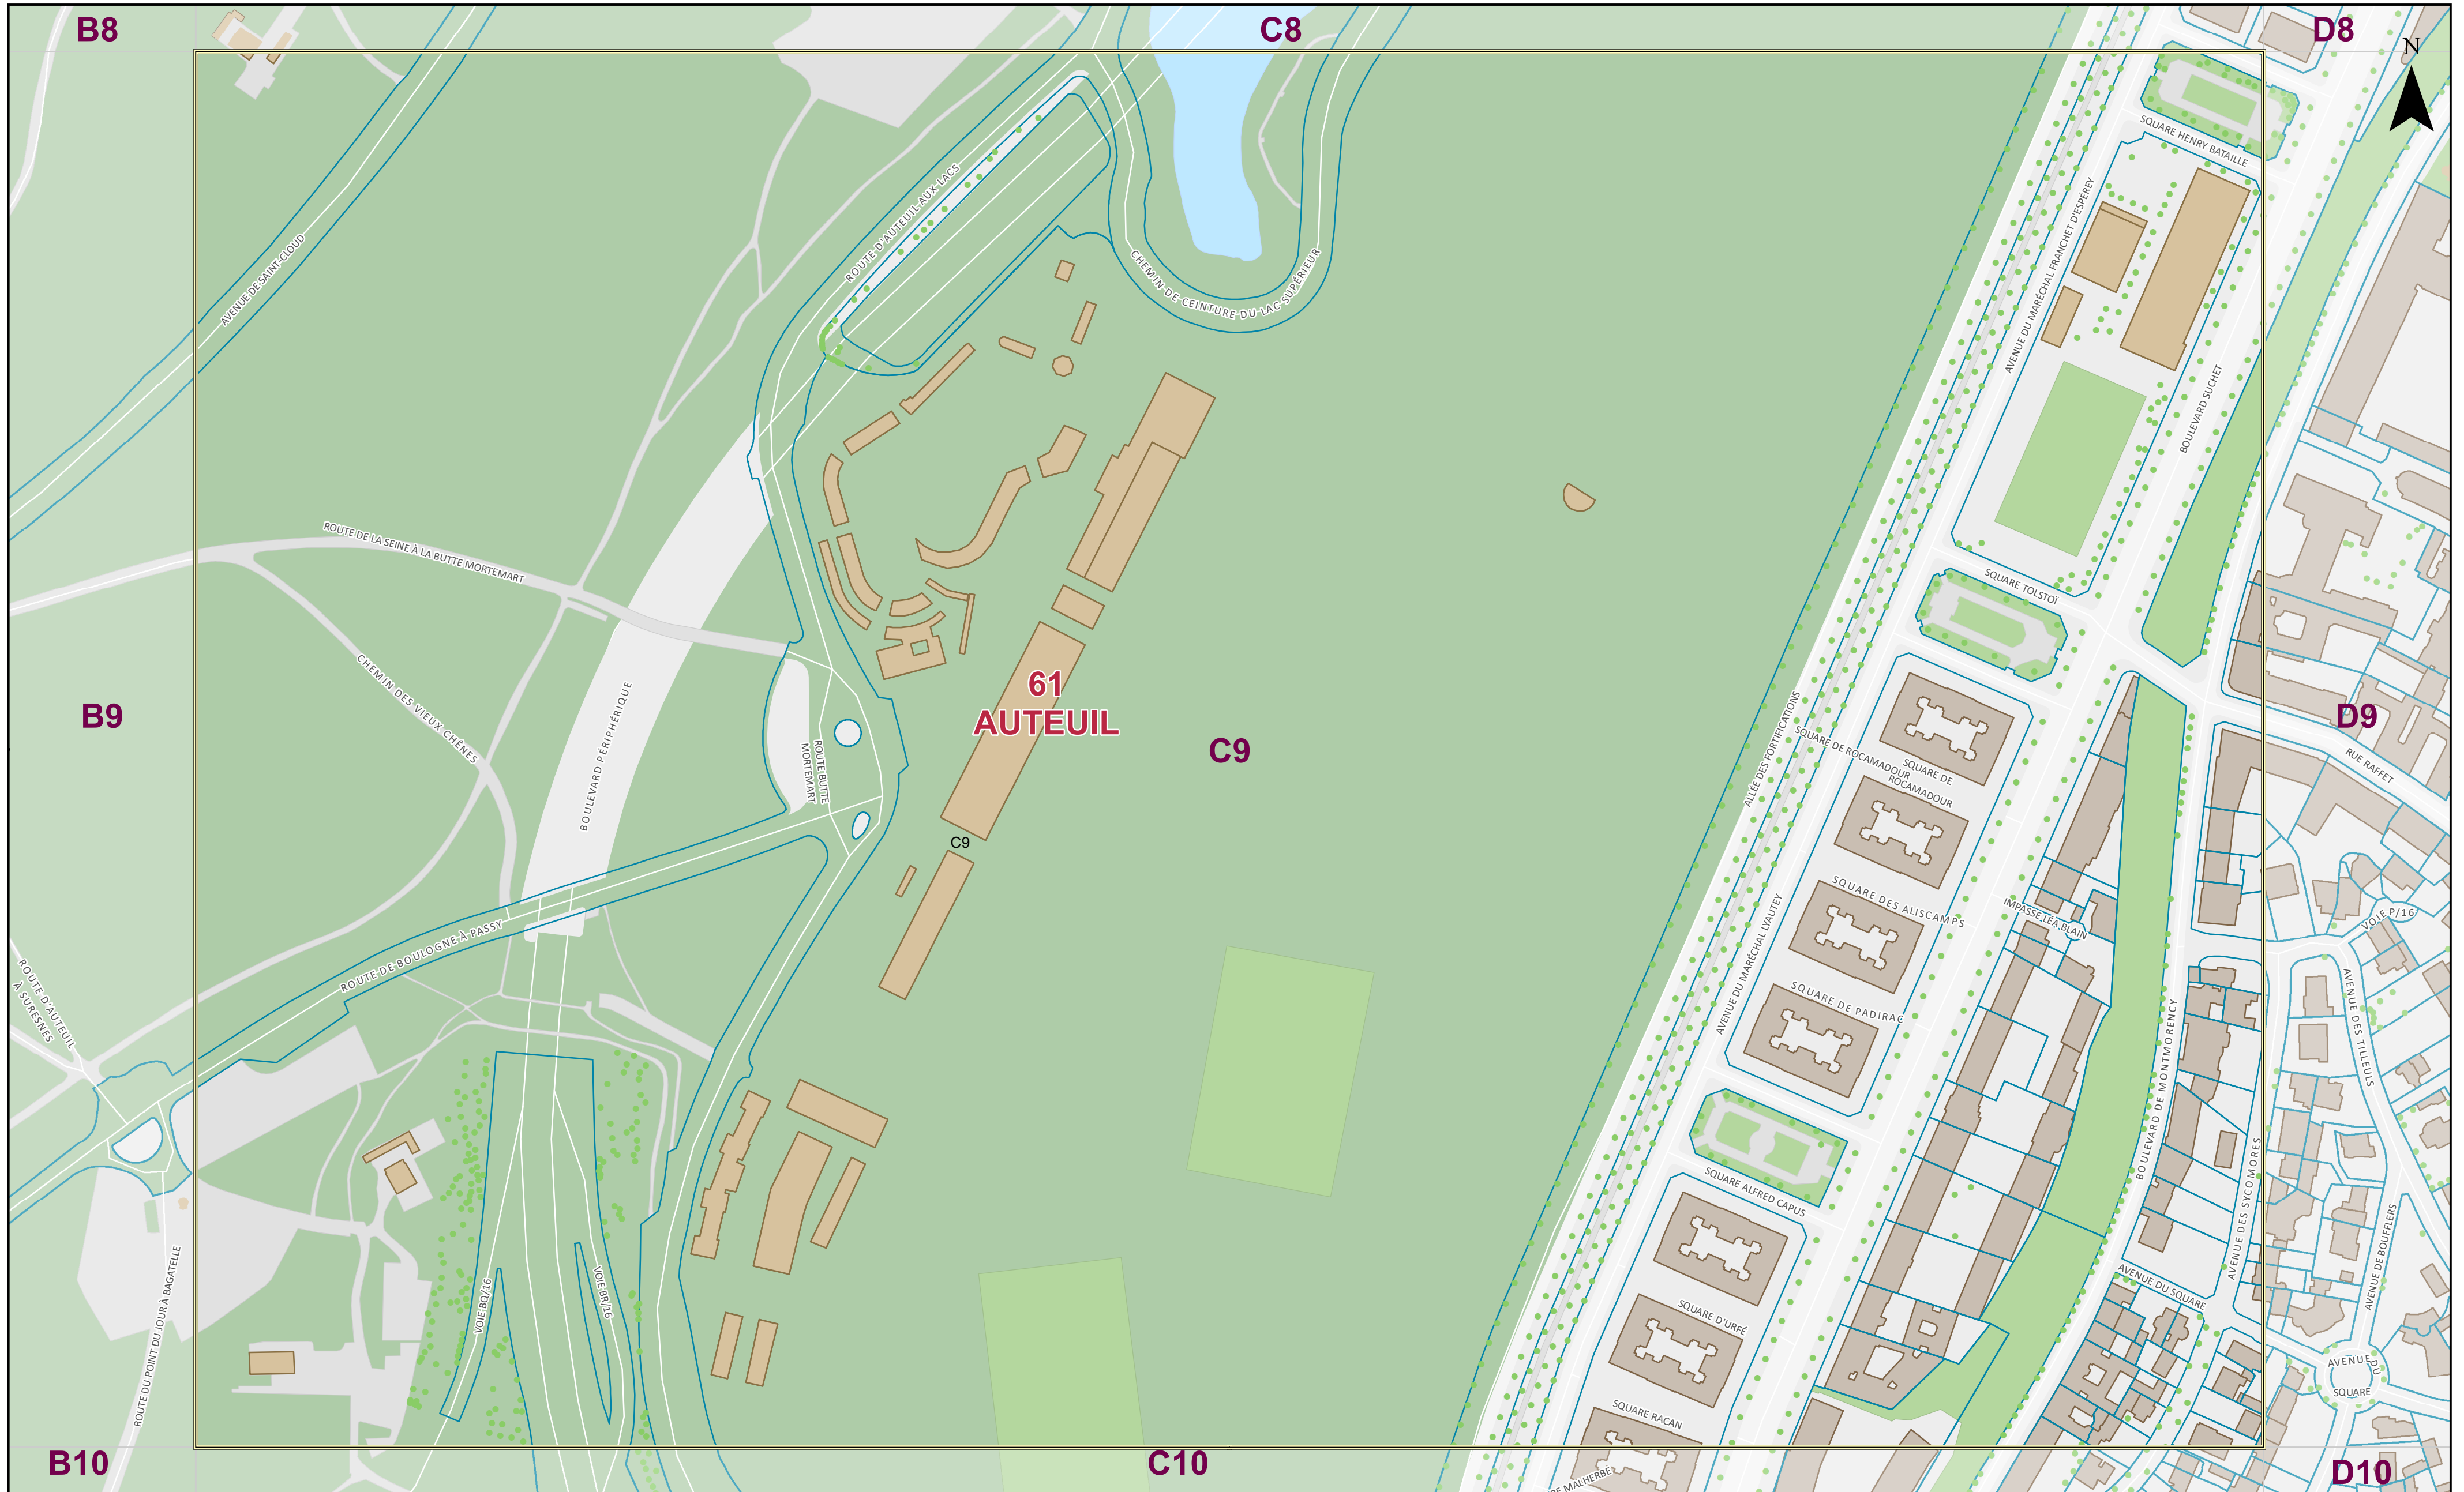 B8
C8
D8
N
SQUARE HENRY BATAILLE
ROUTE D'AUTEUIL AUX LACS
AVENUE DU MARÉCHAL FRANCHET D'ESPÉREY
AVENUE DE SAINT-CLOUD
CHEMIN DE CEINTURE DU LAC SUPÉRIEUR
BOULEVARD SUCHET
ROUTE DE LA SEINE À LA BUTTE MORTEMART
SQUARE TOLSTOÏ
CHEMIN DES VIEUX CHÊNES
61
AUTEUIL
B9
C9
D9
BOULEVARD PÉRIPHÉRIQUE
ROUTE BUTTE
MORTEMART
ALLÉE DES FORTIFICATIONS
SQUARE DE ROCAMADOUR
SQUARE DE
ROCAMADOUR
RUE RAFFET
C9
SQUARE DES ALISCAMPS
IMPASSE LÉA BLAIN
VOIE P/16
ROUTE DE BOULOGNE À PASSY
AVENUE DU MARÉCHAL LYAUTEY
ROUTE D'AUTEUIL
À SURESNES
SQUARE DE PADIRAC
AVENUE DES TILLEULS
BOULEVARD DE MONTMORENCY
SQUARE ALFRED CAPUS
AVENUE DES SYCOMORES
AVENUE DE BOUFFLERS
VOIE BQ/16
VOIE BR/16
ROUTE DU POINT DU JOUR À BAGATELLE
AVENUE DU SQUARE
SQUARE D'URFÉ
AVENUE DU
SQUARE
SQUARE RACAN
B10
C10
D10
RE MALHERBE